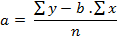 a = (∑ y − b . ∑ x) / n